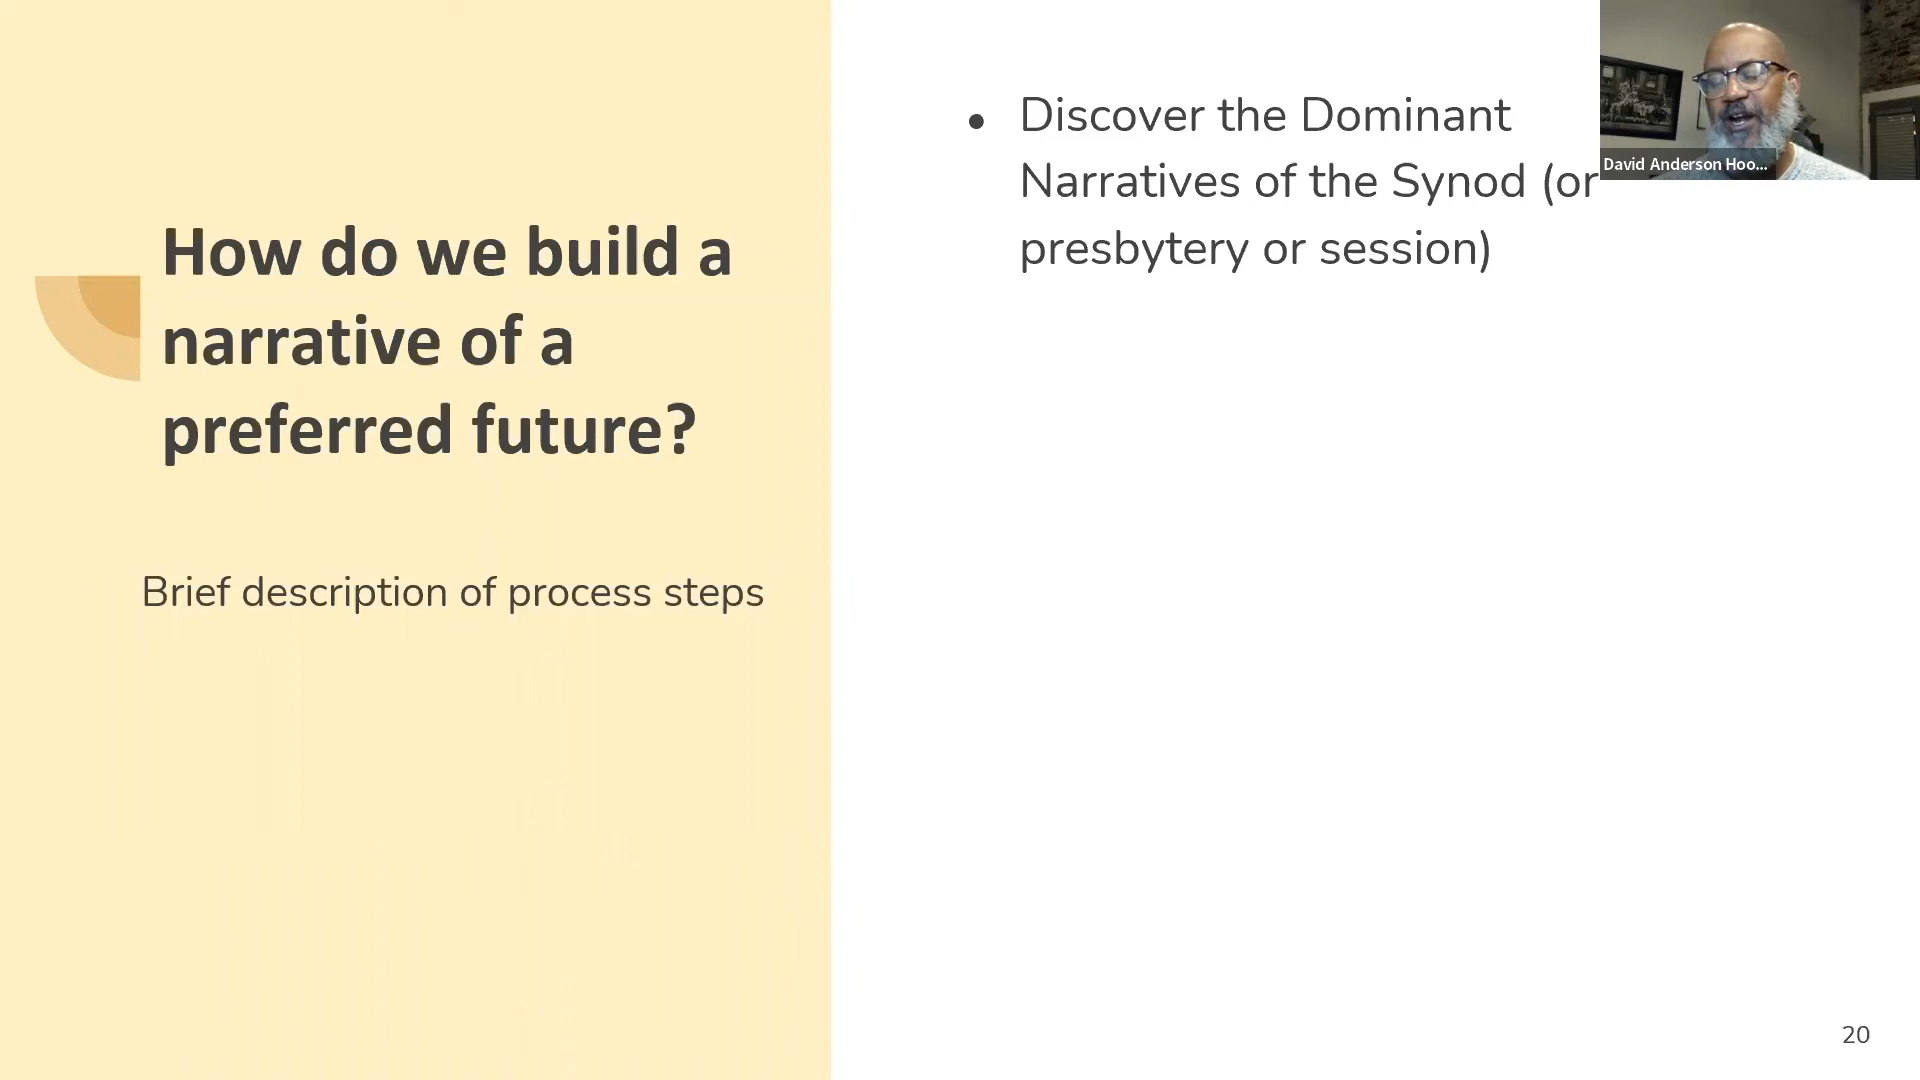 How do we build a
narrative of a
preferred future?
Brief description of process steps
• Discover the Dominant
Narratives of the Synod (or
presbytery or session)
David Anderson Hoo...
20